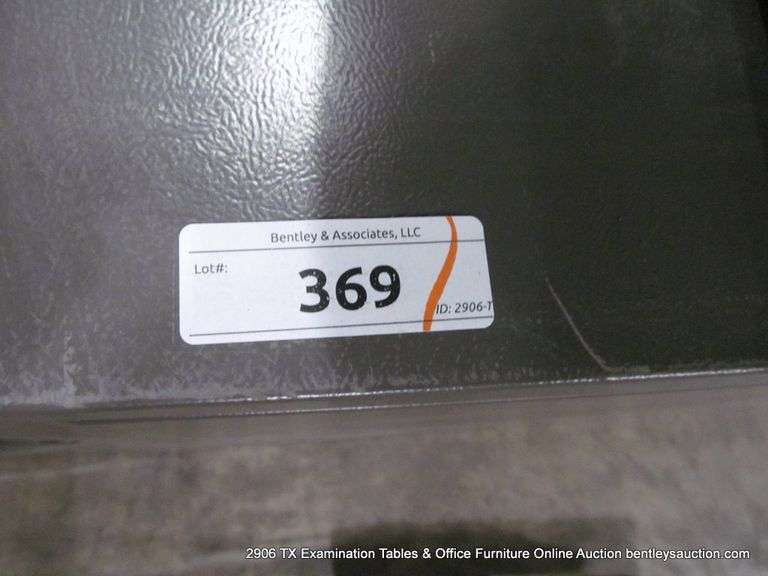 Bentley & Associates, LLC
Lot#:
369
ID: 2906-T
2906 TX Examination Tables & Office Furniture Online Auction bentleysauction.com